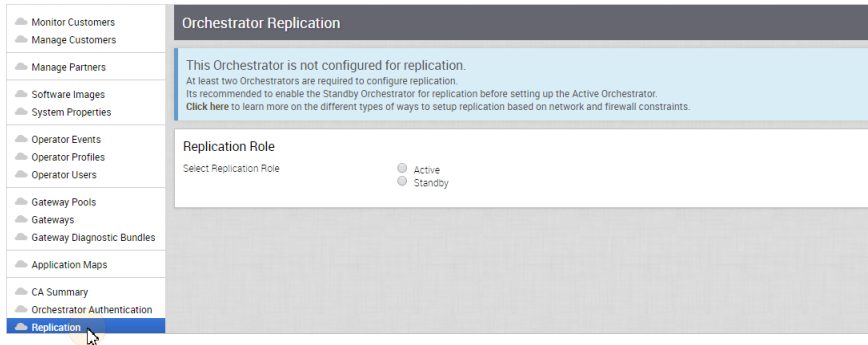 Monitor Customers
Manage Customers
Manage Partners
Software Images
System Properties
Operator Events
Operator Profiles
Operator Users
Gateway Pools
Gateways
Gateway Diagnostic Bundles
Application Maps
CA Summary
Orchestrator Authentication
Replication
Orchestrator Replication
This Orchestrator is not configured for replication.
At least two Orchestrators are required to configure replication.
Its recommended to enable the Standby Orchestrator for replication before setting up the Active Orchestrator.
Click here to learn more on the different types of ways to setup replication based on network and firewall constraints.
Replication Role
Select Replication Role
Active
Standby